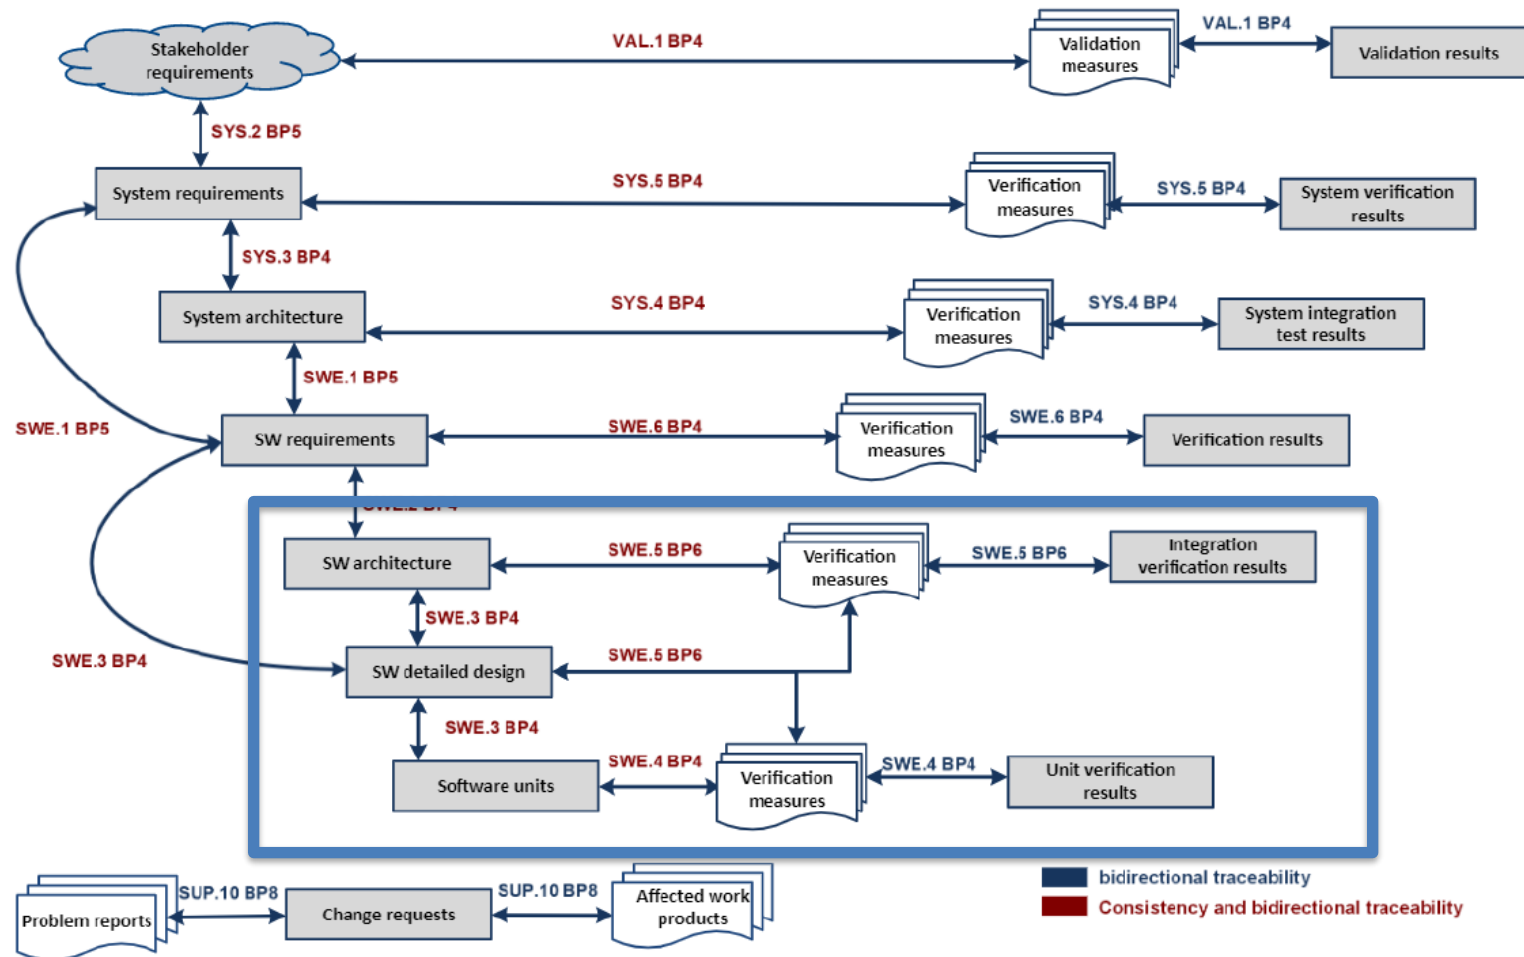 Stakeholder
requirements
VAL.1 BP4
Validation
measures
VAL.1 BP4
Validation results
SYS.2 BP5
System requirements
SYS.5 BP4
Verification
measures
SYS.5 BP4
System verification
results
SYS.3 BP4
System architecture
SYS.4 BP4
Verification
measures
SYS.4 BP4
System integration
test results
SWE.1 BP5
SWE.1 BP5
SW requirements
SWE.6 BP4
Verification
measures
SWE.6 BP4
Verification results
SWE.2 BP4
SW architecture
SWE.5 BP6
Verification
measures
SWE.5 BP6
Integration
verification results
SWE.3 BP4
SWE.3 BP4
SW detailed design
SWE.5 BP6
SWE.3 BP4
Software units
SWE.4 BP4
Verification
measures
SWE.4 BP4
Unit verification
results
Problem reports
SUP.10 BP8
Change requests
SUP.10 BP8
Affected work
products
bidirectional traceability
Consistency and bidirectional traceability